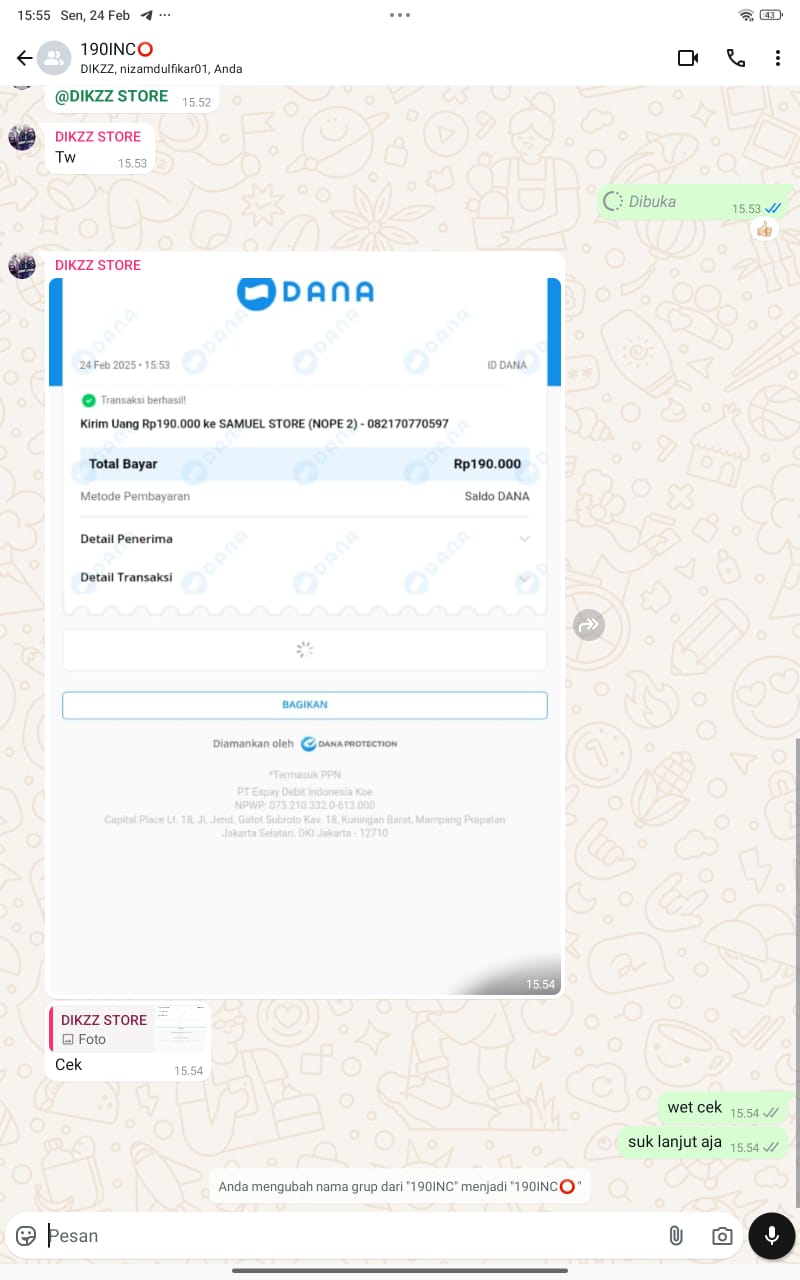 15:55 Sen, 24 Feb
43
190INC⭕
DIKZZ, nizamdulfikar01, Anda
@DIKZZ STORE 15.52
DIKZZ STORE
Tw 15.53
Dibuka 15.53
DIKZZ STORE
DANA
24 Feb 2025 • 15:53 ID DANA
Transaksi berhasil!
Kirim Uang Rp190.000 ke SAMUEL STORE (NOPE 2) - 082170770597
Total Bayar Rp190.000
Metode Pembayaran Saldo DANA
Detail Penerima
Detail Transaksi
BAGIKAN
Diamankan oleh DANA PROTECTION
*Termasuk PPN
PT Espay Debit Indonesia Koe
NPWP: 073.210.332.0-613.000
Capital Place Lt. 18, Jl. Jend. Gatot Subroto Kav. 18, Kuningan Barat, Mampang Prapatan
Jakarta Selatan. DKI Jakarta - 12710
15.54
DIKZZ STORE
Foto
Cek 15.54
wet cek 15.54
suk lanjut aja 15.54
Anda mengubah nama grup dari "190INC" menjadi "190INC⭕"
Pesan